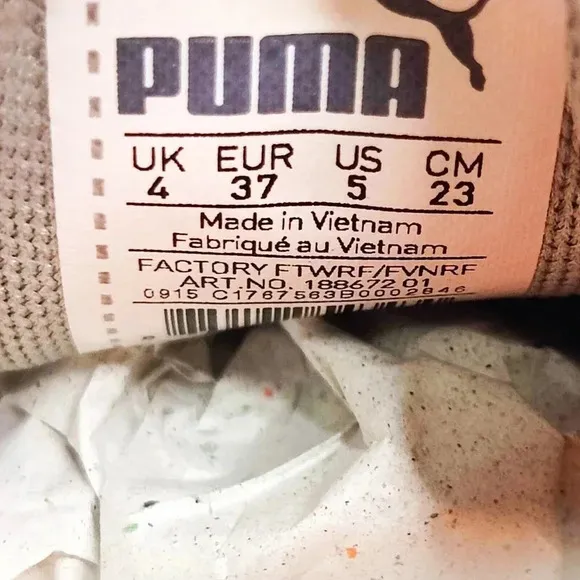 PUMA
UK EUR US CM
4 37 5 23
Made in Vietnam
Fabriqué au Vietnam
FACTORY FTWRF/FVNRF
ART.NO. 188672 01
0915 C1767563B0002846